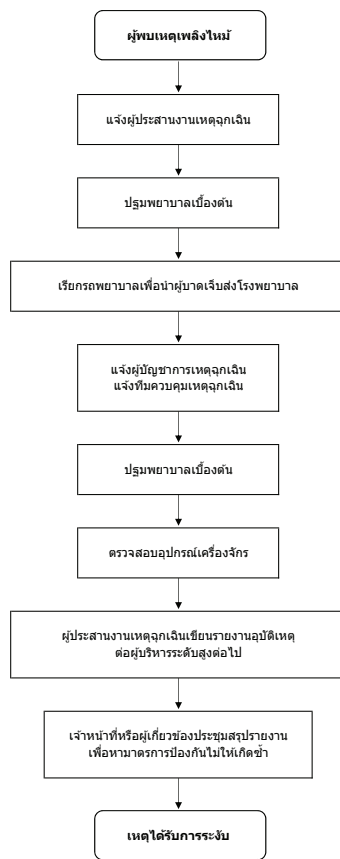 ผู้พบเหตุเพลิงไหม้
แจ้งผู้ประสานงานเหตุฉุกเฉิน
ปฐมพยาบาลเบื้องต้น
เรียกรถพยาบาลเพื่อนำผู้บาดเจ็บส่งโรงพยาบาล
แจ้งผู้บัญชาการเหตุฉุกเฉิน
แจ้งทีมควบคุมเหตุฉุกเฉิน
ปฐมพยาบาลเบื้องต้น
ตรวจสอบอุปกรณ์เครื่องจักร
ผู้ประสานงานเหตุฉุกเฉินเขียนรายงานอุบัติเหตุ
ต่อผู้บริหารระดับสูงต่อไป
เจ้าหน้าที่หรือผู้เกี่ยวข้องประชุมสรุปรายงาน
เพื่อหามาตรการป้องกันไม่ให้เกิดซ้ำ
เหตุได้รับการระงับ